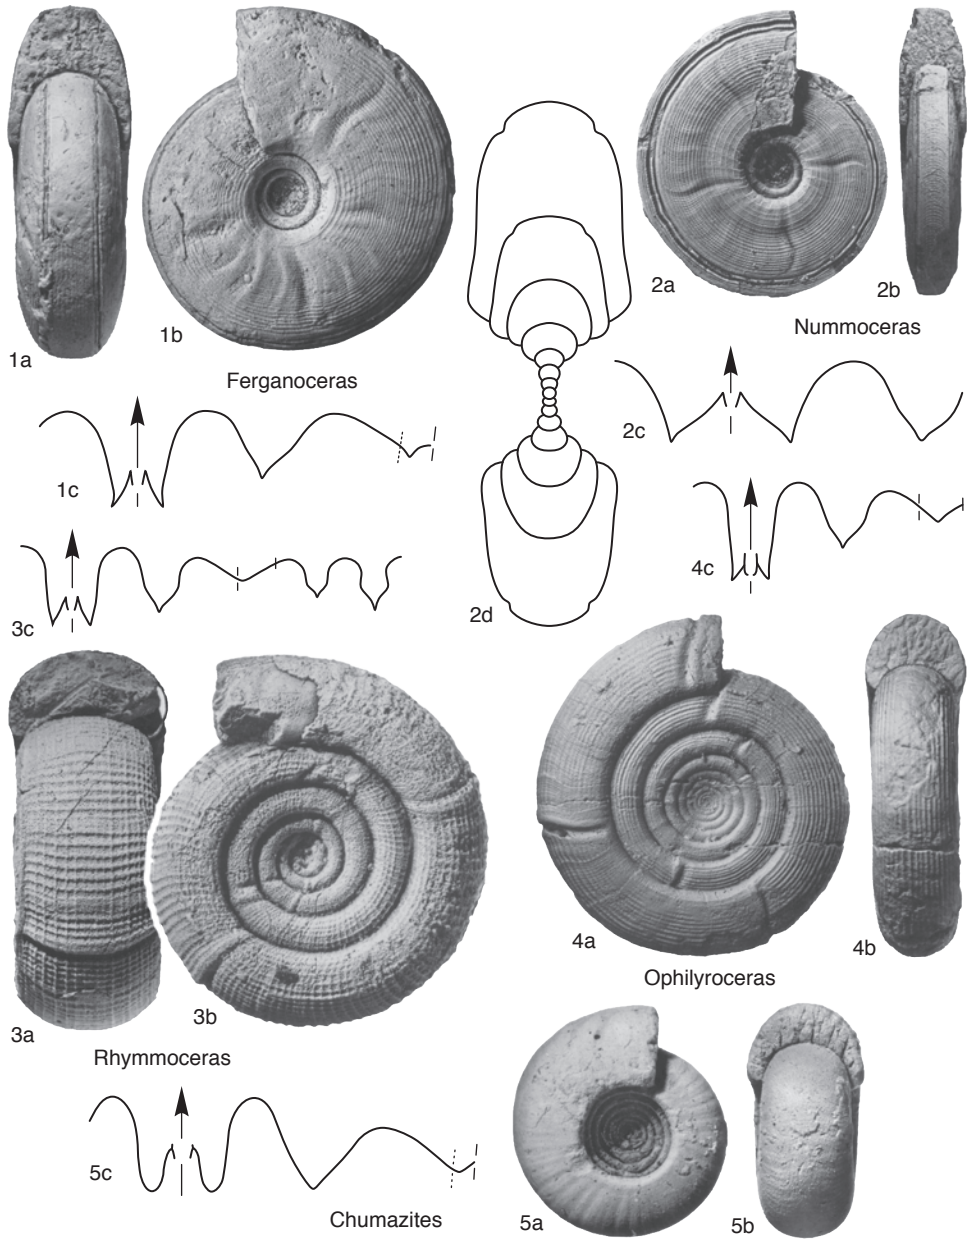 1a
1b
Ferganoceras
2a
2b
Nummoceras
1c
2c
3c
2d
4c
3a
3b
Rhymmoceras
4a
4b
Ophilyroceras
5c
Chumazites
5a
5b